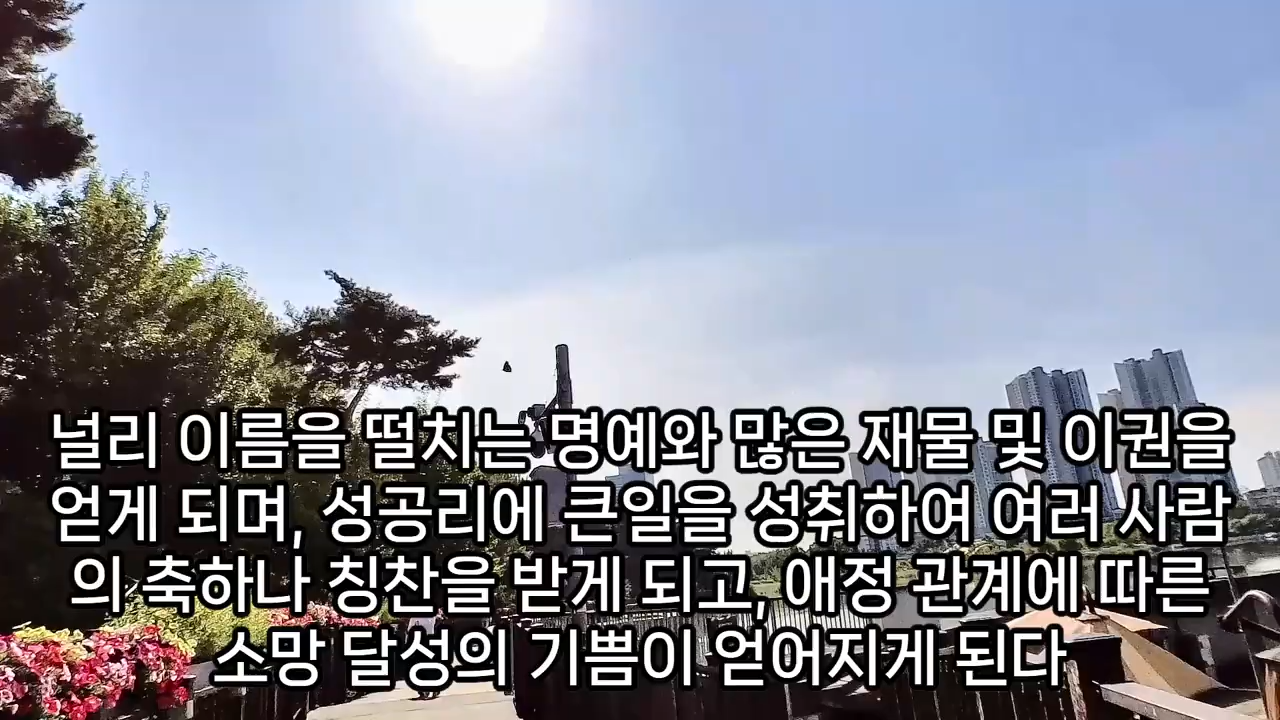 널리 이름을 떨치는 명예와 많은 재물 및 이권을
얻게 되며, 성공리에 큰일을 성취하여 여러 사람
의 축하나 칭찬을 받게 되고, 애정 관계에 따른
소망 달성의 기쁨이 얻어지게 된다